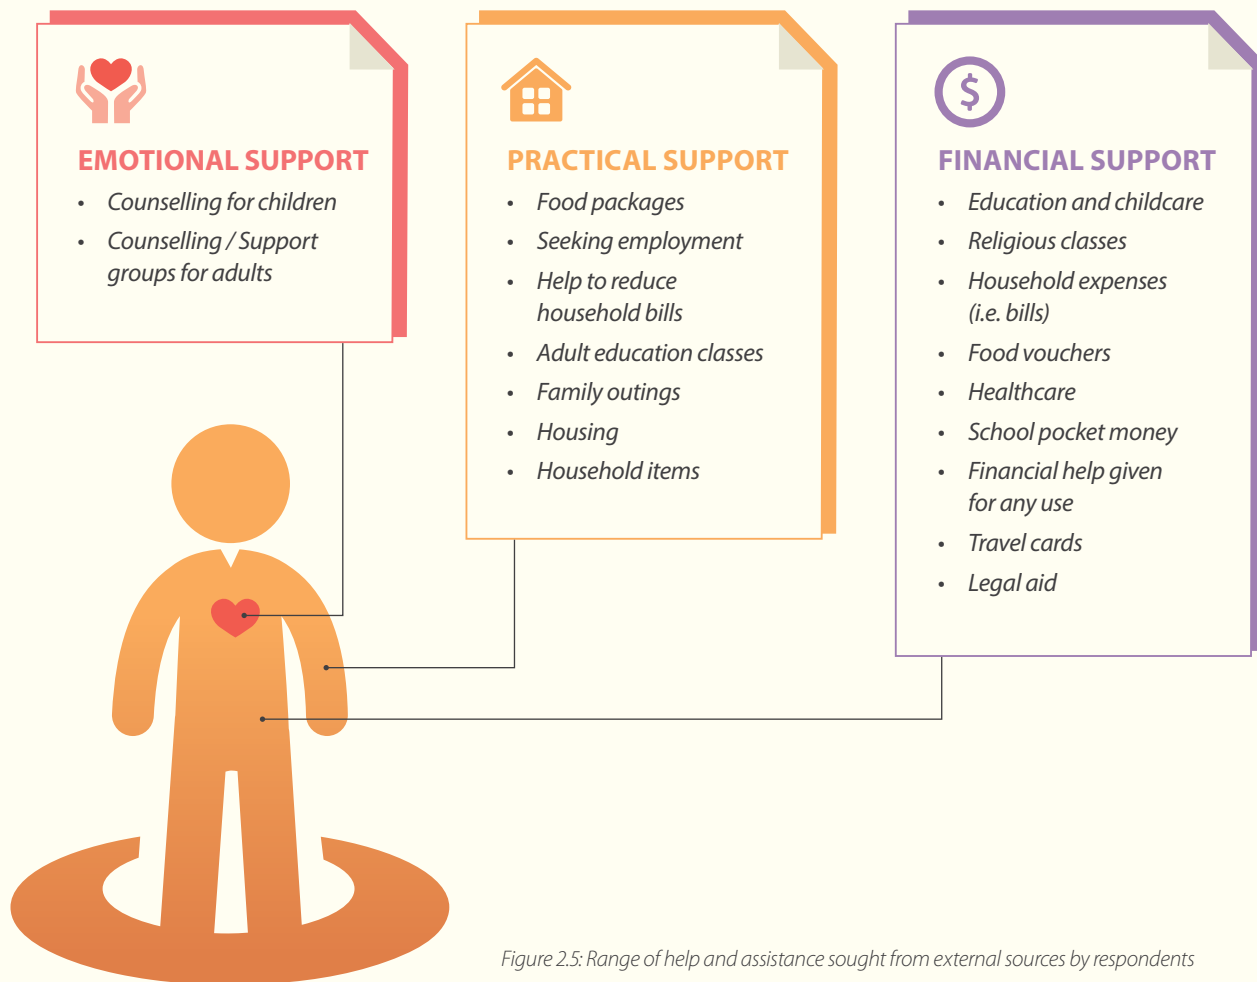 EMOTIONAL SUPPORT
• Counselling for children
• Counselling / Support
groups for adults
PRACTICAL SUPPORT
• Food packages
• Seeking employment
• Help to reduce
household bills
• Adult education classes
• Family outings
• Housing
• Household items
$
FINANCIAL SUPPORT
• Education and childcare
• Religious classes
• Household expenses
(i.e. bills)
• Food vouchers
• Healthcare
• School pocket money
• Financial help given
for any use
• Travel cards
• Legal aid
Figure 2.5: Range of help and assistance sought from external sources by respondents